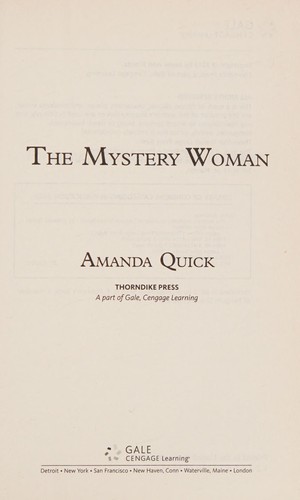 THE MYSTERY WOMAN
AMANDA QUICK
THORNDIKE PRESS
A part of Gale, Cengage Learning
GALE
CENGAGE Learning®
Detroit • New York • San Francisco • New Haven, Conn • Waterville, Maine • London